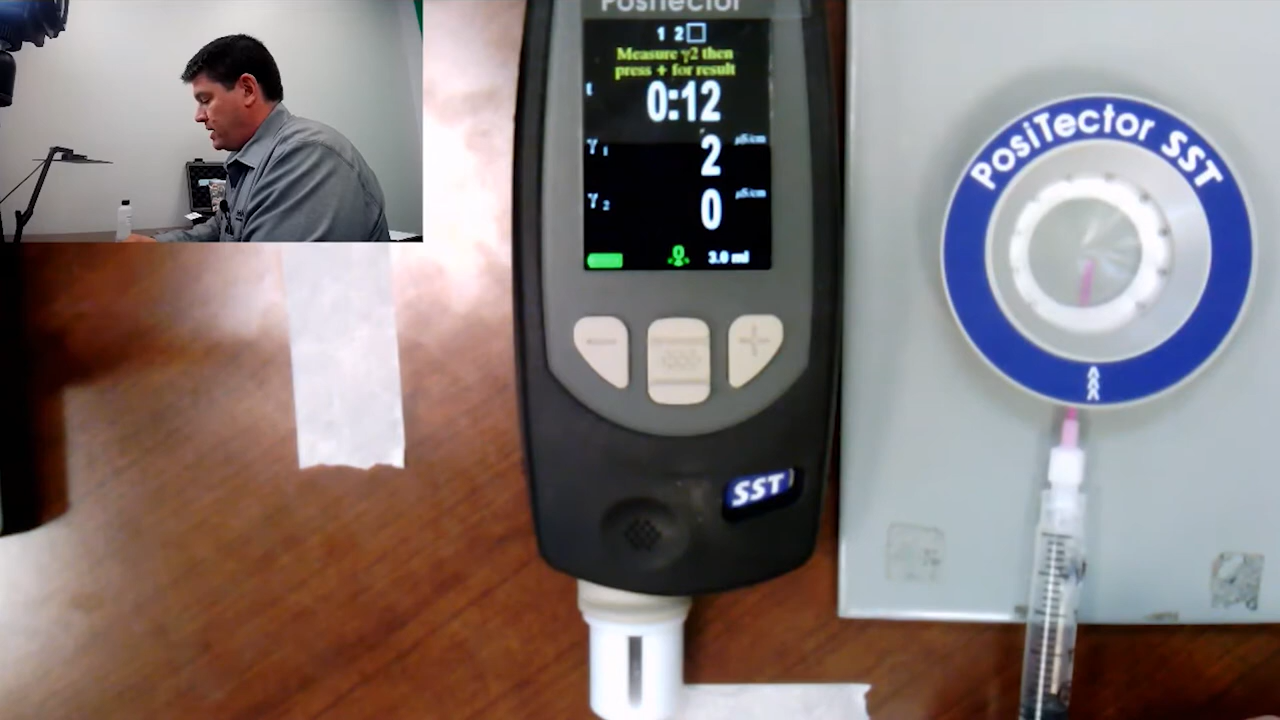 PosiTector
1 2
Measure γ2 then
press + for result
t 0:12
γ1 2 µS/cm
γ2 0 µS/cm
3.0 ml
SST
PosiTector SST